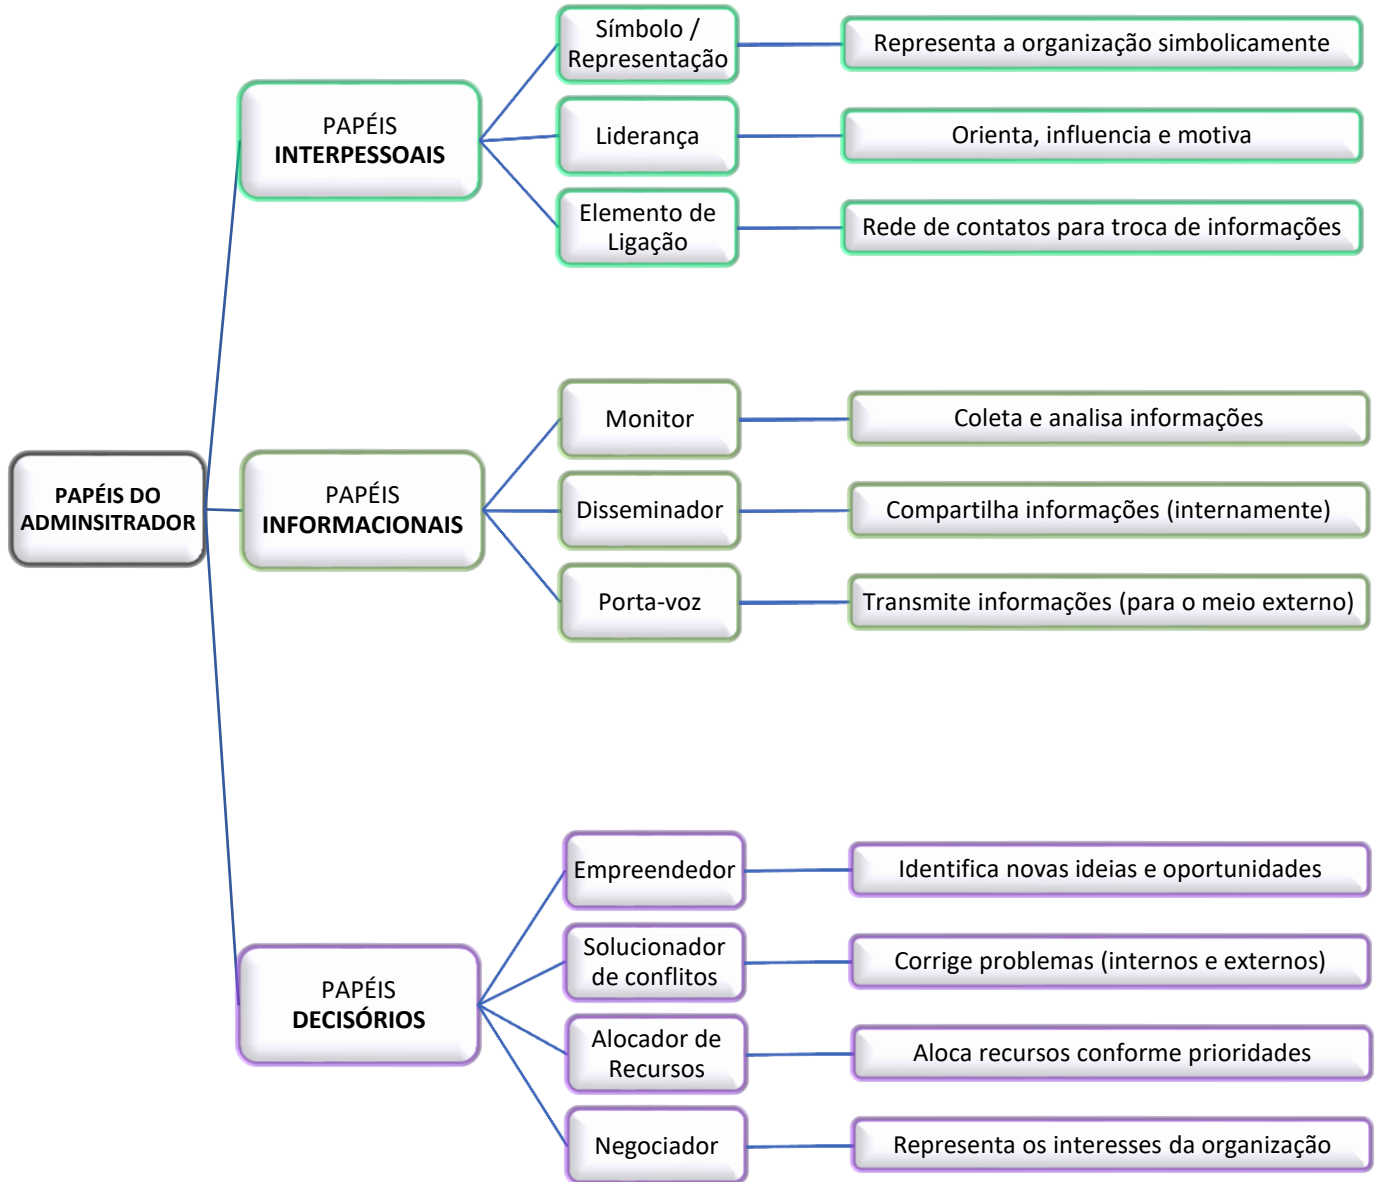 PAPÉIS DO
ADMINSITRADOR
PAPÉIS
INTERPESSOAIS
Símbolo /
Representação
Representa a organização simbolicamente
Liderança
Orienta, influencia e motiva
Elemento de
Ligação
Rede de contatos para troca de informações
PAPÉIS
INFORMACIONAIS
Monitor
Coleta e analisa informações
Disseminador
Compartilha informações (internamente)
Porta-voz
Transmite informações (para o meio externo)
PAPÉIS
DECISÓRIOS
Empreendedor
Identifica novas ideias e oportunidades
Solucionador
de conflitos
Corrige problemas (internos e externos)
Alocador de
Recursos
Aloca recursos conforme prioridades
Negociador
Representa os interesses da organização